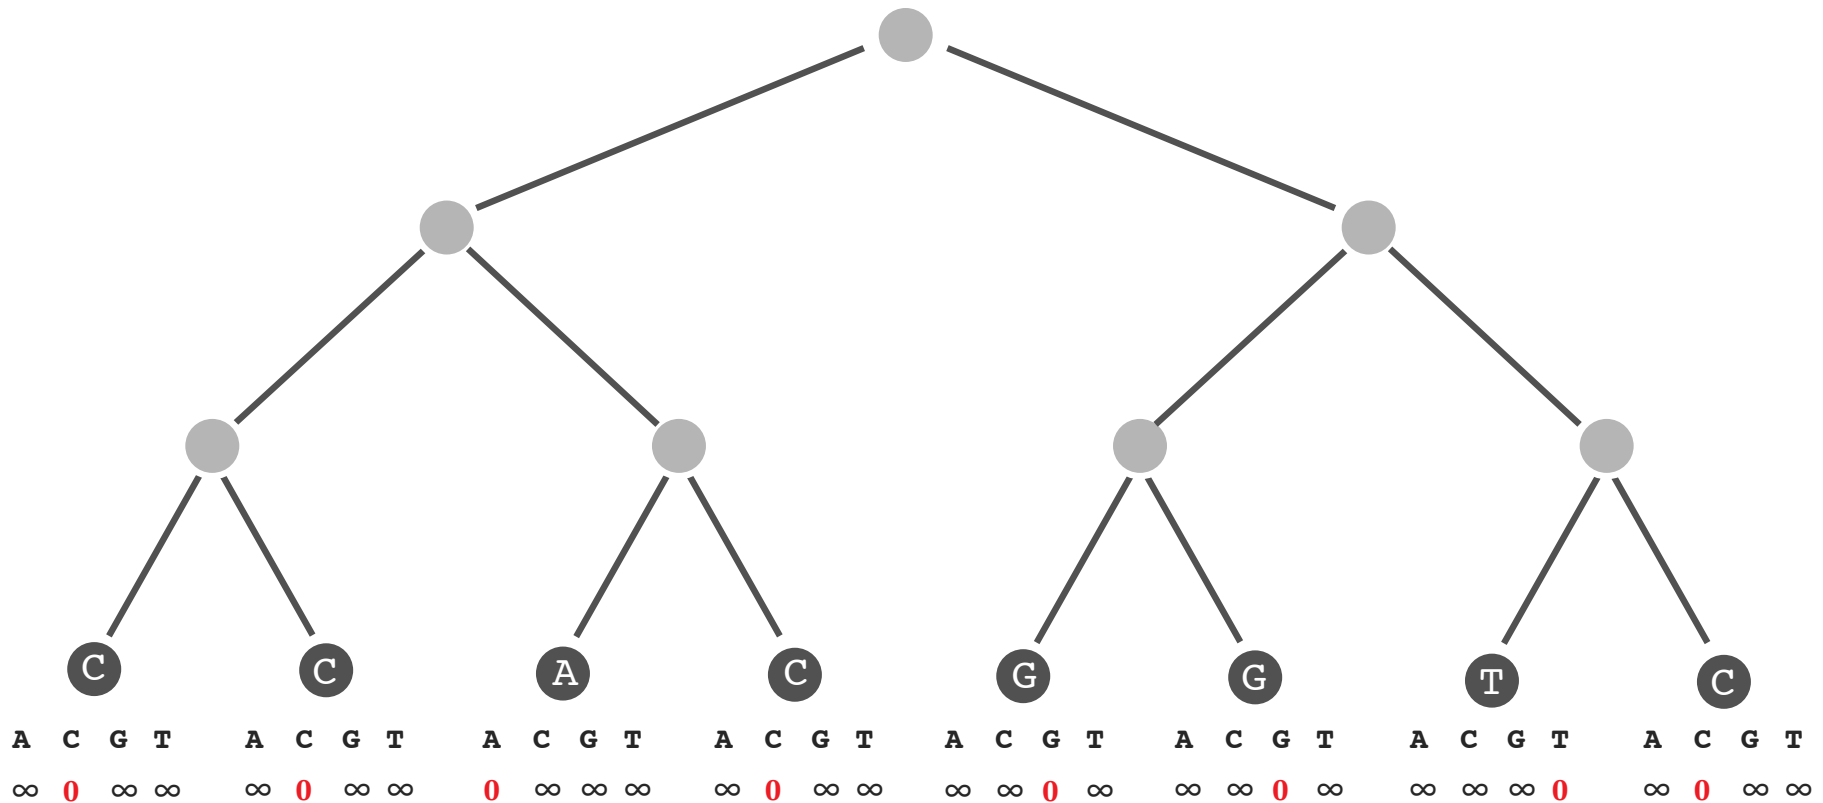 C C A C G G T C
A C G T A C G T A C G T A C G T A C G T A C G T A C G T A C G T
∞ 0 ∞ ∞ ∞ 0 ∞ ∞ 0 ∞ ∞ ∞ ∞ 0 ∞ ∞ ∞ ∞ 0 ∞ ∞ ∞ 0 ∞ ∞ ∞ ∞ 0 ∞ 0 ∞ ∞